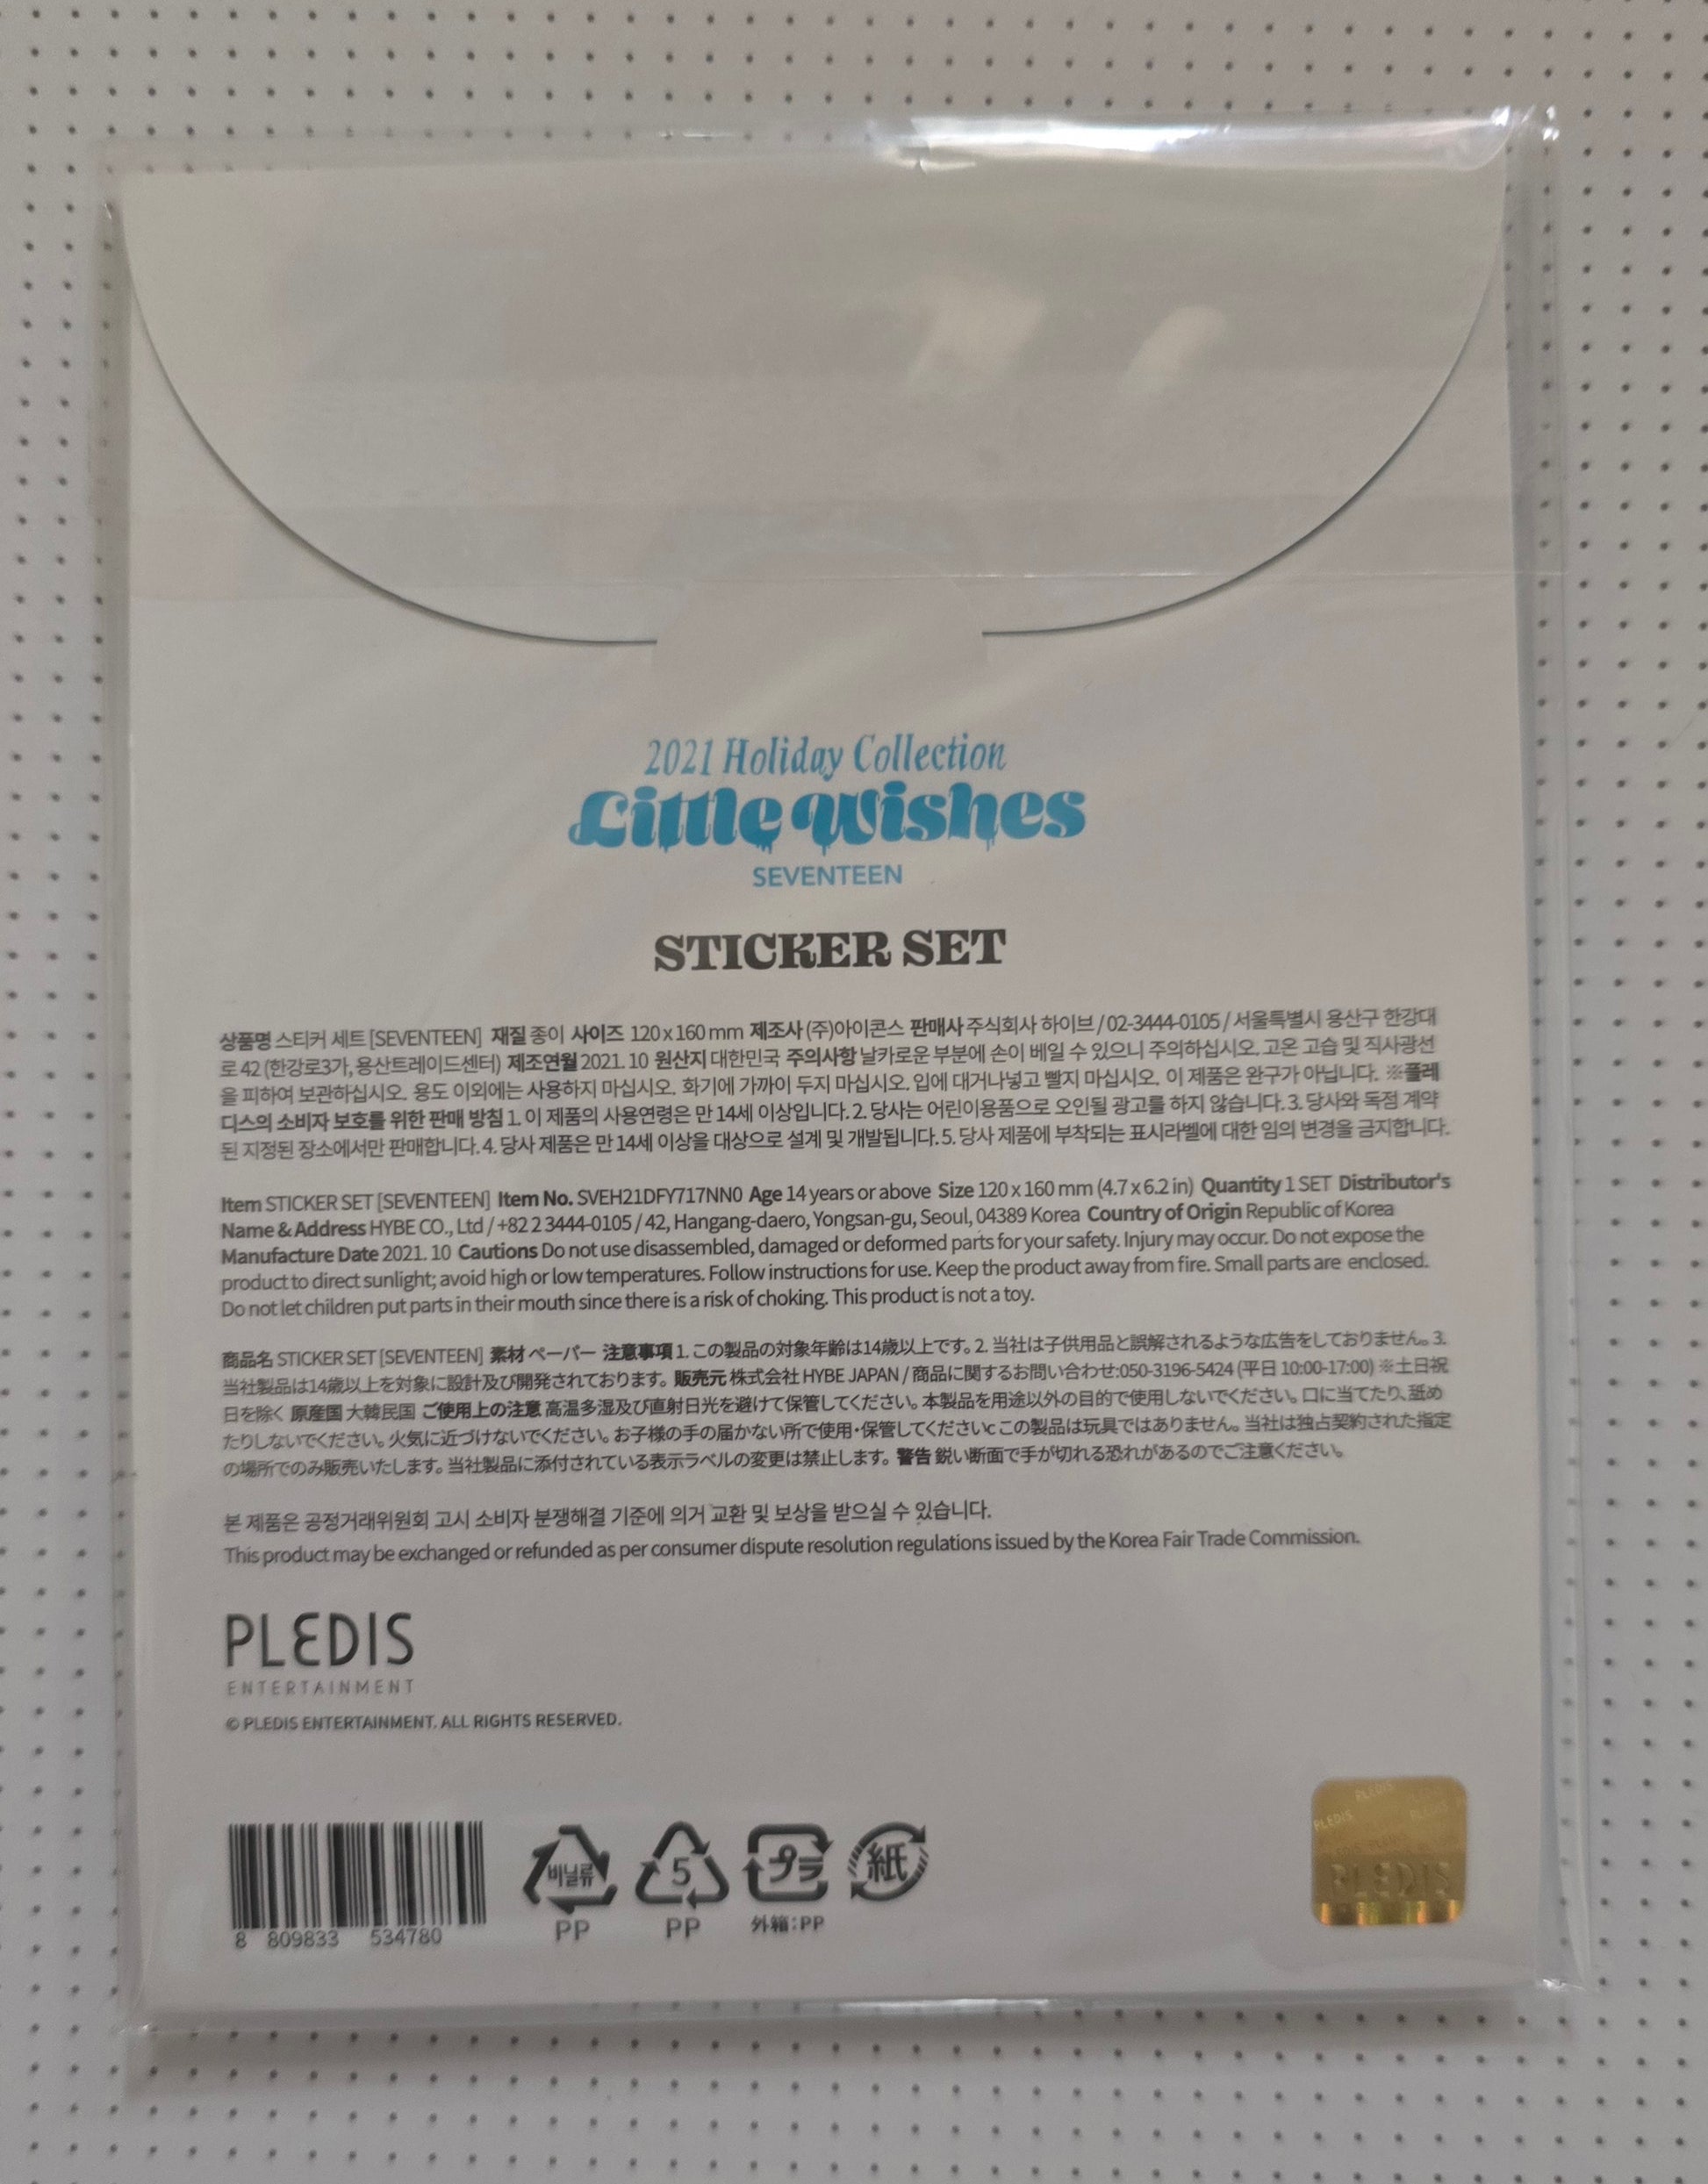 2021 Holiday Collection
Little Wishes
SEVENTEEN
STICKER SET
상품명 스티커 세트 [SEVENTEEN] 재질 종이 사이즈 120 x 160 mm 제조사 (주)아이콘스 판매사 주식회사 하이브 / 02-3444-0105 / 서울특별시 용산구 한강대
로 42 (한강로3가, 용산트레이드센터) 제조연월 2021. 10 원산지 대한민국 주의사항 날카로운 부분에 손이 베일 수 있으니 주의하십시오. 고온 고습 및 직사광선
을 피하여 보관하십시오. 용도 이외에는 사용하지 마십시오. 화기에 가까이 두지 마십시오. 입에 대거나넣고 빨지 마십시오. 이 제품은 완구가 아닙니다. ※플레
디스의 소비자 보호를 위한 판매 방침 1. 이 제품의 사용연령은 만 14세 이상입니다. 2. 당사는 어린이용품으로 오인될 광고를 하지 않습니다. 3. 당사와 독점 계약
된 지정된 장소에서만 판매합니다. 4. 당사 제품은 만 14세 이상을 대상으로 설계 및 개발됩니다. 5. 당사 제품에 부착되는 표시라벨에 대한 임의 변경을 금지합니다.
Item STICKER SET [SEVENTEEN] Item No. SVEH21DFY717NN0 Age 14 years or above Size 120 x 160 mm (4.7 x 6.2 in) Quantity 1 SET Distributor's
Name & Address HYBE CO., Ltd / +82 2 3444-0105 / 42, Hangang-daero, Yongsan-gu, Seoul, 04389 Korea Country of Origin Republic of Korea
Manufacture Date 2021. 10 Cautions Do not use disassembled, damaged or deformed parts for your safety. Injury may occur. Do not expose the
product to direct sunlight; avoid high or low temperatures. Follow instructions for use. Keep the product away from fire. Small parts are enclosed.
Do not let children put parts in their mouth since there is a risk of choking. This product is not a toy.
商品名 STICKER SET [SEVENTEEN] 素材 ペーパー 注意事項 1. この製品の対象年齢は14歳以上です。2. 当社は子供用品と誤解されるような広告をしておりません。3.
当社製品は14歳以上を対象に設計及び開発されております。販売元 株式会社 HYBE JAPAN / 商品に関するお問い合わせ:050-3196-5424 (平日 10:00-17:00) ※土日祝
日を除く 原産国 大韓民国 ご使用上の注意 高温多湿及び直射日光を避けて保管してください。本製品を用途以外の目的で使用しないでください。口に当てたり、舐め
たりしないでください。火気に近づけないでください。お子様の手の届かない所で使用・保管してくださいc この製品は玩具ではありません。当社は独占契約された指定
の場所でのみ販売いたします。当社製品に添付されている表示ラベルの変更は禁止します。警告 鋭い断面で手が切れる恐れがあるのでご注意ください。
본 제품은 공정거래위원회 고시 소비자 분쟁해결 기준에 의거 교환 및 보상을 받으실 수 있습니다.
This product may be exchanged or refunded as per consumer dispute resolution regulations issued by the Korea Fair Trade Commission.
PLEDIS
ENTERTAINMENT
© PLEDIS ENTERTAINMENT. ALL RIGHTS RESERVED.
8 809833 534780
비닐류
PP
5
PP
プラ
外箱:PP
紙
PLEDIS
PLEDIS
PLEDIS